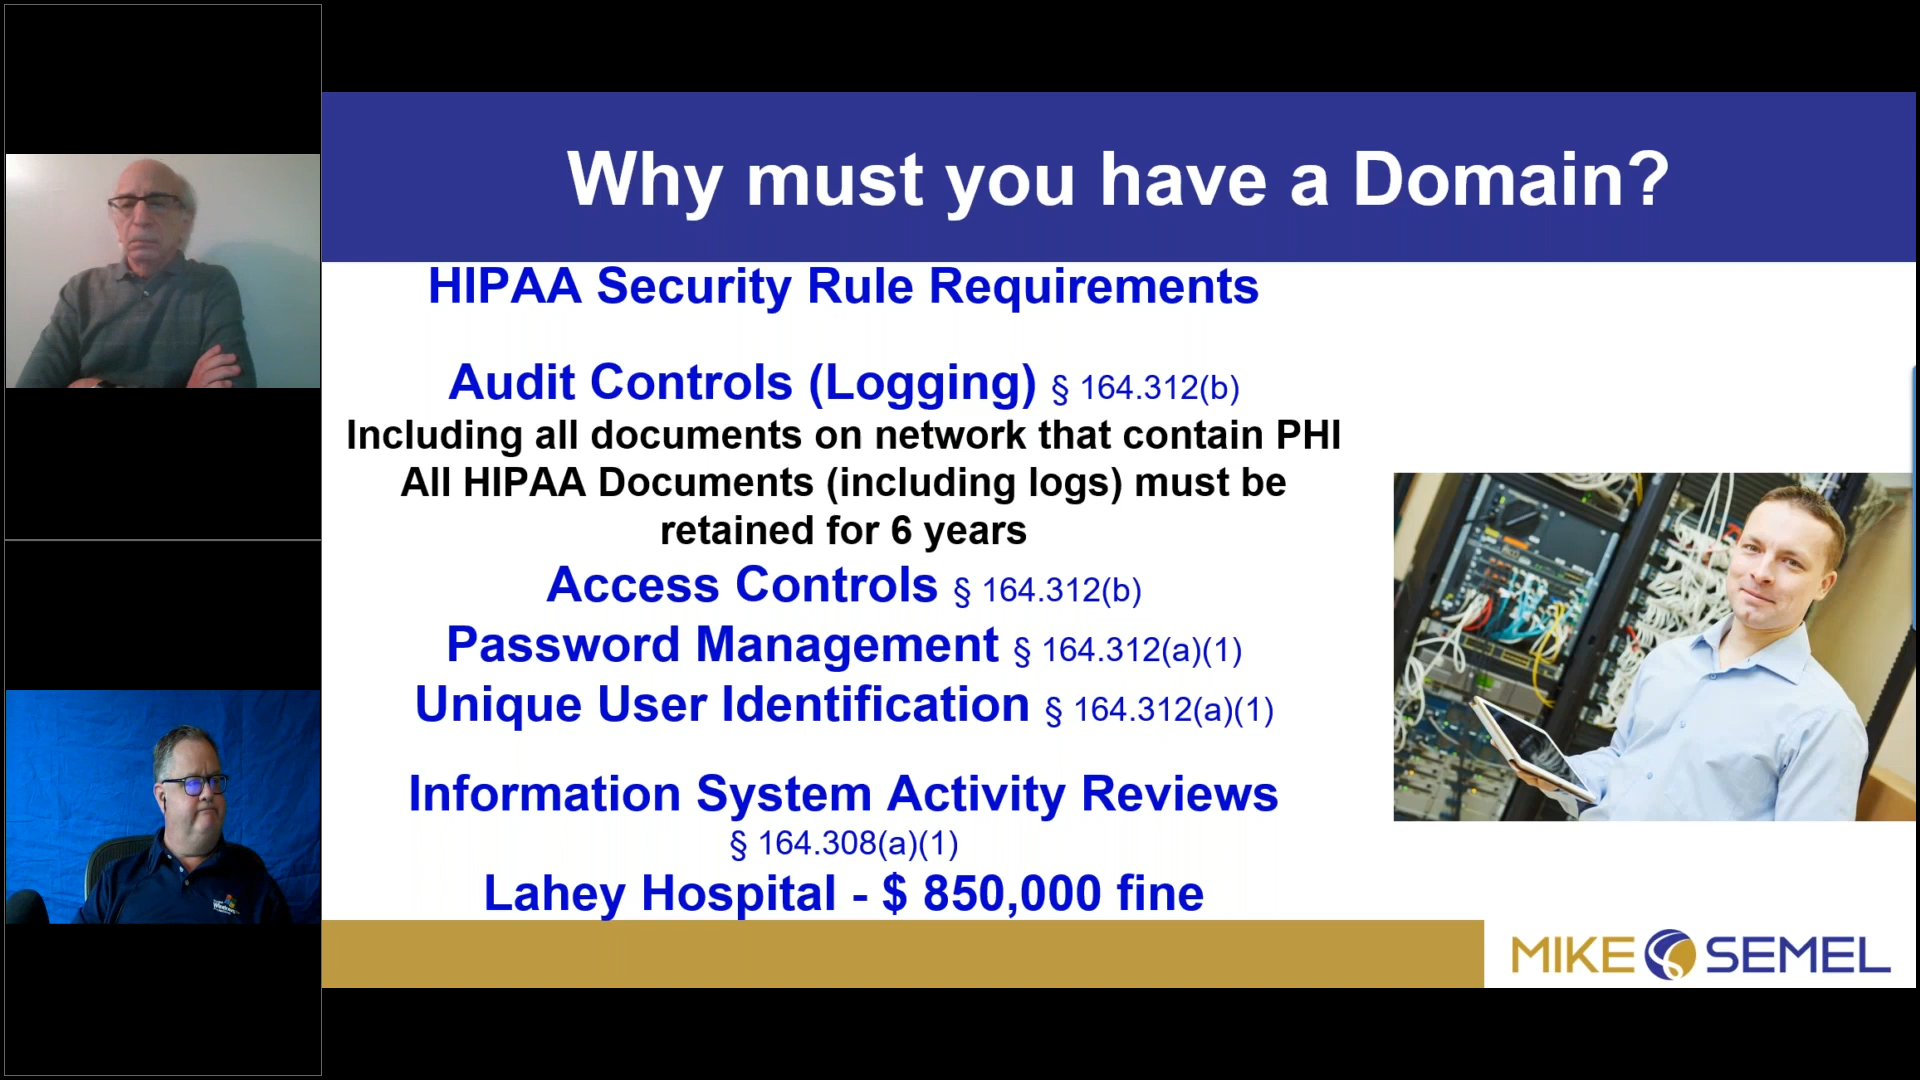 Why must you have a Domain?
HIPAA Security Rule Requirements
Audit Controls (Logging) § 164.312(b)
Including all documents on network that contain PHI
All HIPAA Documents (including logs) must be
retained for 6 years
Access Controls § 164.312(b)
Password Management § 164.312(a)(1)
Unique User Identification § 164.312(a)(1)
Information System Activity Reviews
§ 164.308(a)(1)
Lahey Hospital - $ 850,000 fine
MIKE SEMEL